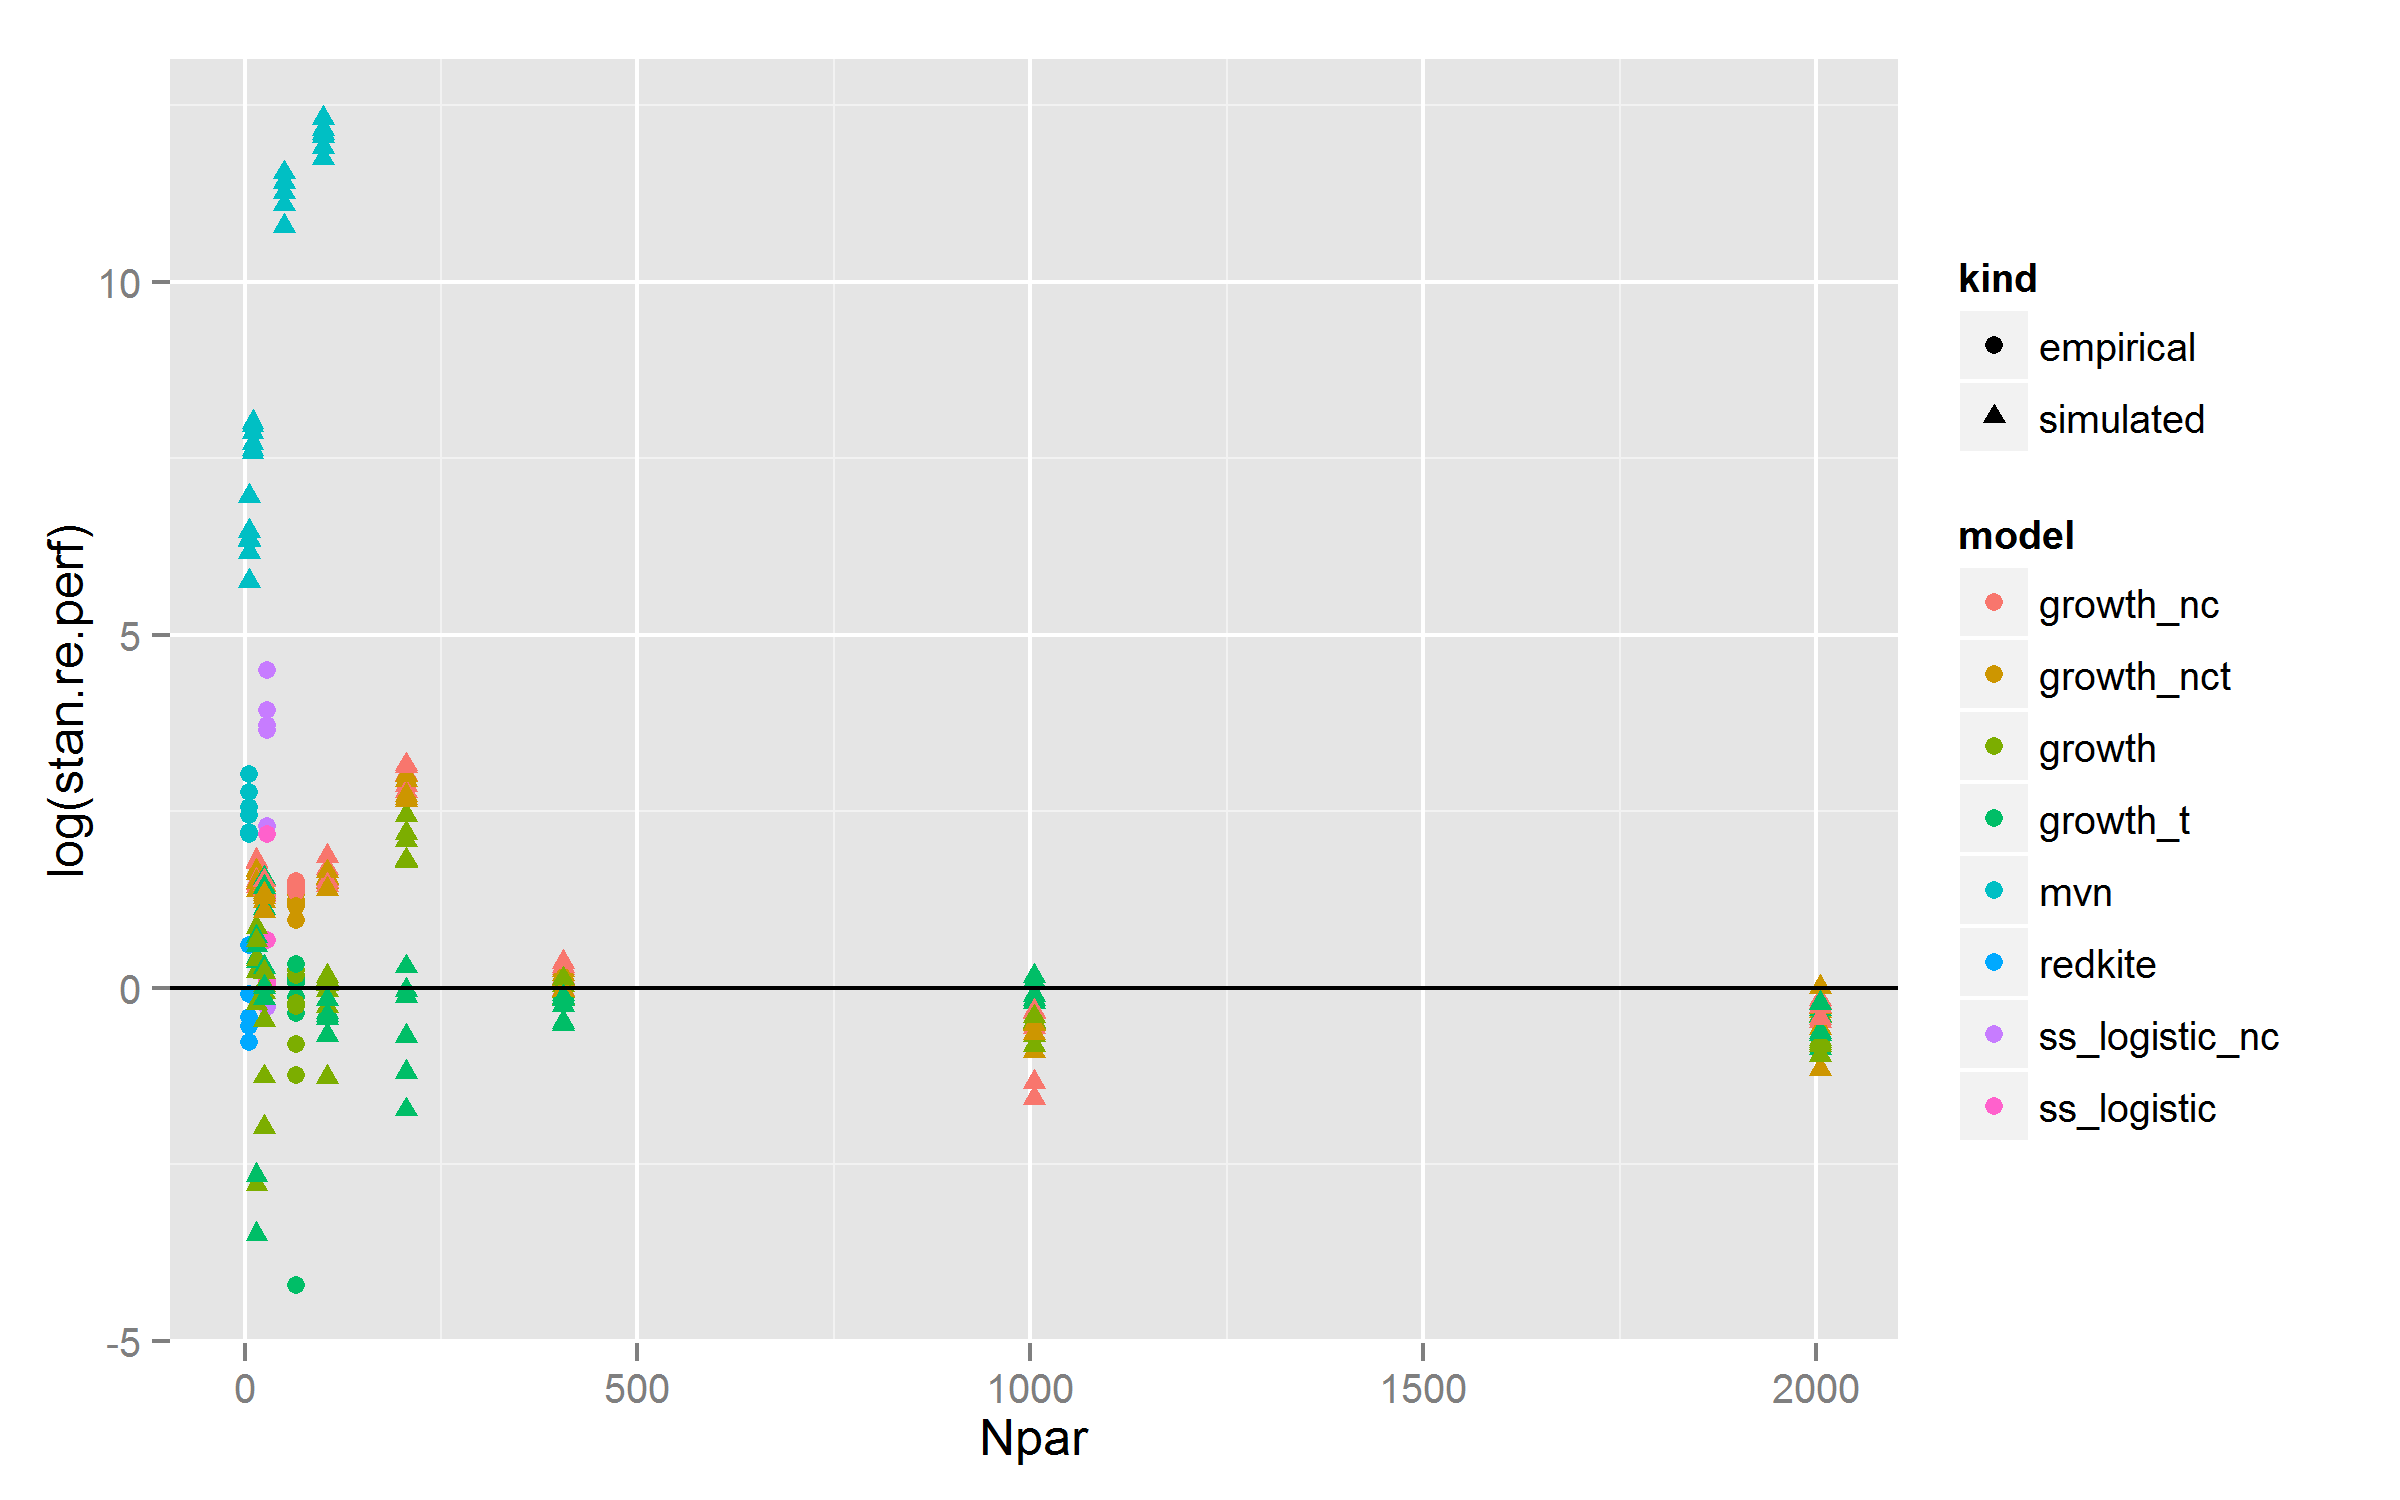 log(stan.re.perf)
10
5
0
-5
0
500
1000
1500
2000
Npar
kind
empirical
simulated
model
growth_nc
growth_nct
growth
growth_t
mvn
redkite
ss_logistic_nc
ss_logistic